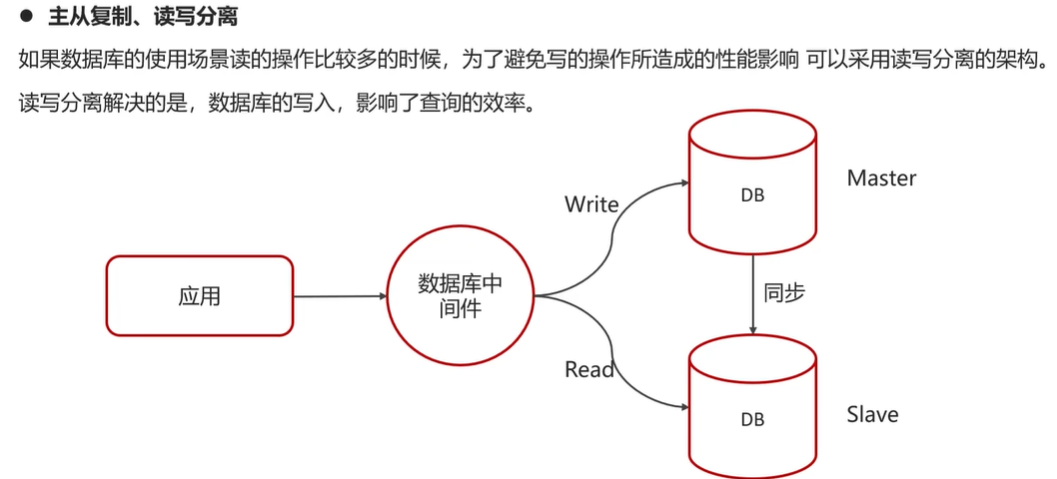 ● 主从复制、读写分离
如果数据库的使用场景读的操作比较多的时候，为了避免写的操作所造成的性能影响 可以采用读写分离的架构。
读写分离解决的是，数据库的写入，影响了查询的效率。
DB
Master
Write
应用
数据库中
间件
同步
Read
DB
Slave